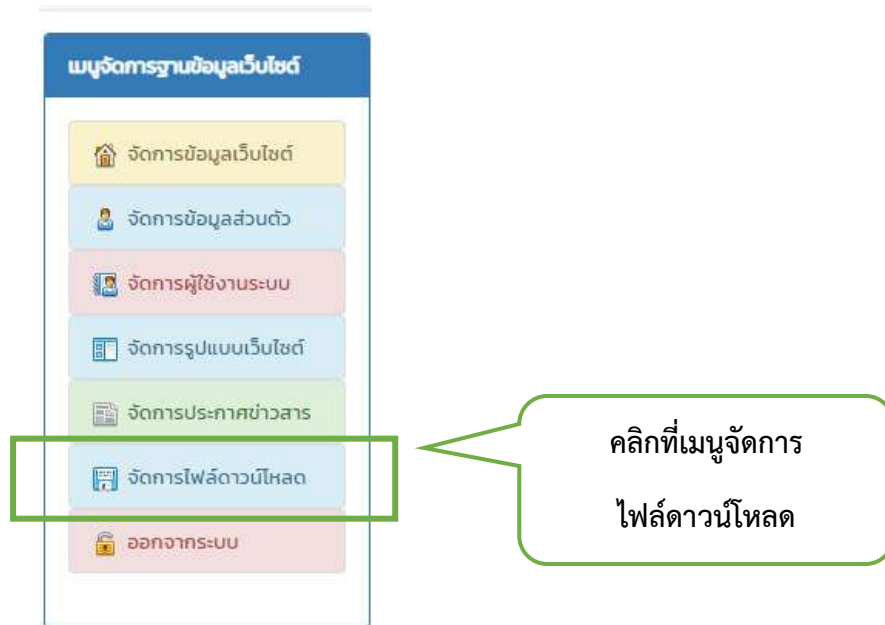 เมนูจัดการฐานข้อมูลเว็บไซต์
จัดการข้อมูลเว็บไซต์
จัดการข้อมูลส่วนตัว
จัดการผู้ใช้งานระบบ
จัดการรูปแบบเว็บไซต์
จัดการประกาศข่าวสาร
จัดการไฟล์ดาวน์โหลด
ออกจากระบบ
คลิกที่เมนูจัดการ
ไฟล์ดาวน์โหลด